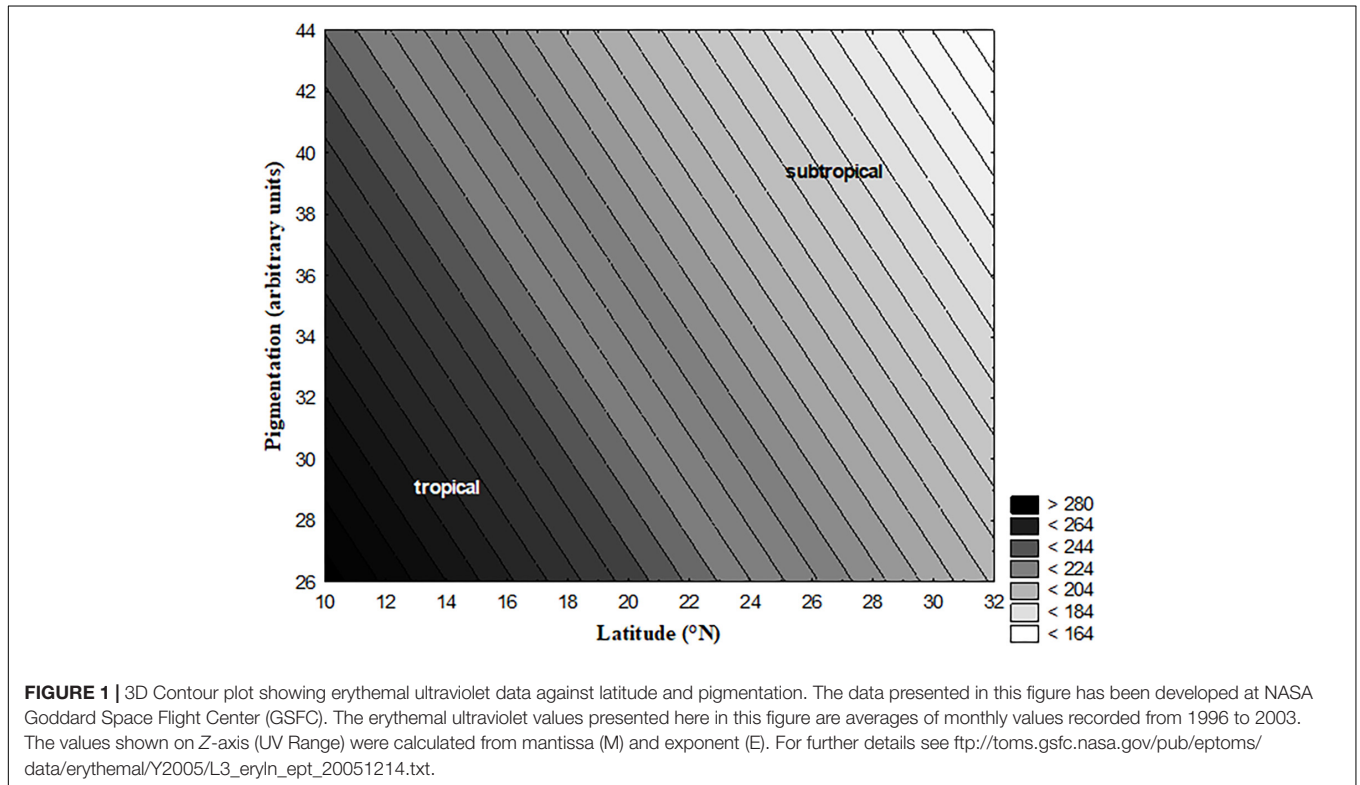 44
42
40
38
36
34
32
30
28
26
Pigmentation (arbitrary units)
subtropical
tropical
10 12 14 16 18 20 22 24 26 28 30 32
Latitude (°N)
> 280
< 264
< 244
< 224
< 204
< 184
< 164
FIGURE 1 | 3D Contour plot showing erythemal ultraviolet data against latitude and pigmentation. The data presented in this figure has been developed at NASA
Goddard Space Flight Center (GSFC). The erythemal ultraviolet values presented here in this figure are averages of monthly values recorded from 1996 to 2003.
The values shown on Z-axis (UV Range) were calculated from mantissa (M) and exponent (E). For further details see ftp://toms.gsfc.nasa.gov/pub/eptoms/
data/erythemal/Y2005/L3_eryln_ept_20051214.txt.